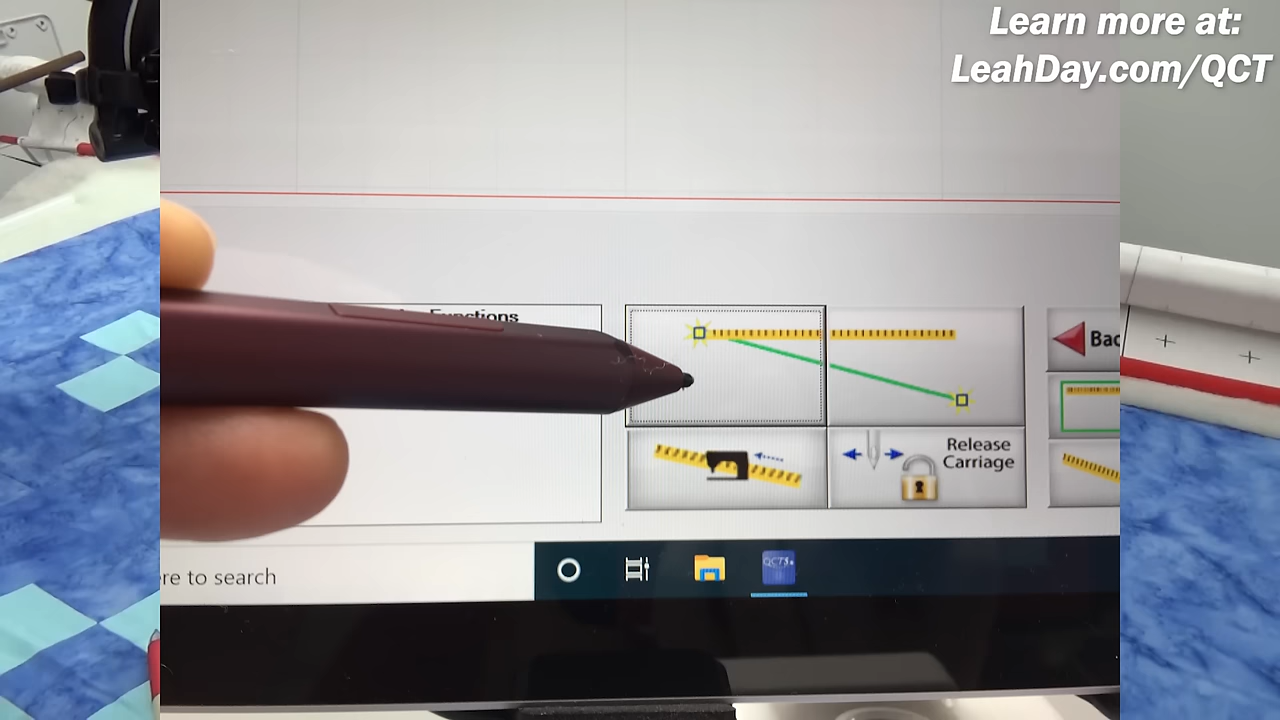 Learn more at:
LeahDay.com/QCT
Functions
Bac
Release
Carriage
re to search